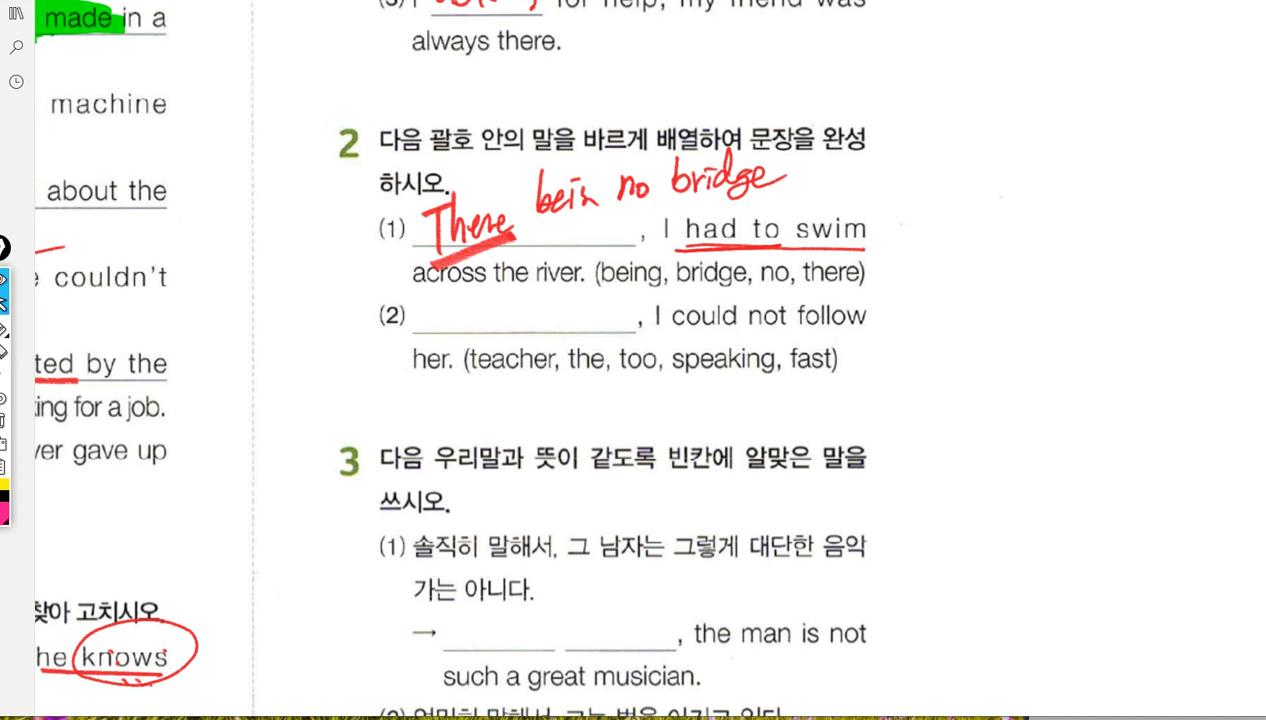 made in a
machine
about the
couldn't
ted by the
ing for a job.
ver gave up
찾아 고치시오.
he knows
for help, my friend was
always there.
2 다음 괄호 안의 말을 바르게 배열하여 문장을 완성
하시오.
bein no bridge
(1) There , I had to swim
across the river. (being, bridge, no, there)
(2) , I could not follow
her. (teacher, the, too, speaking, fast)
3 다음 우리말과 뜻이 같도록 빈칸에 알맞은 말을
쓰시오.
(1) 솔직히 말해서, 그 남자는 그렇게 대단한 음악
가는 아니다.
→ , the man is not
such a great musician.